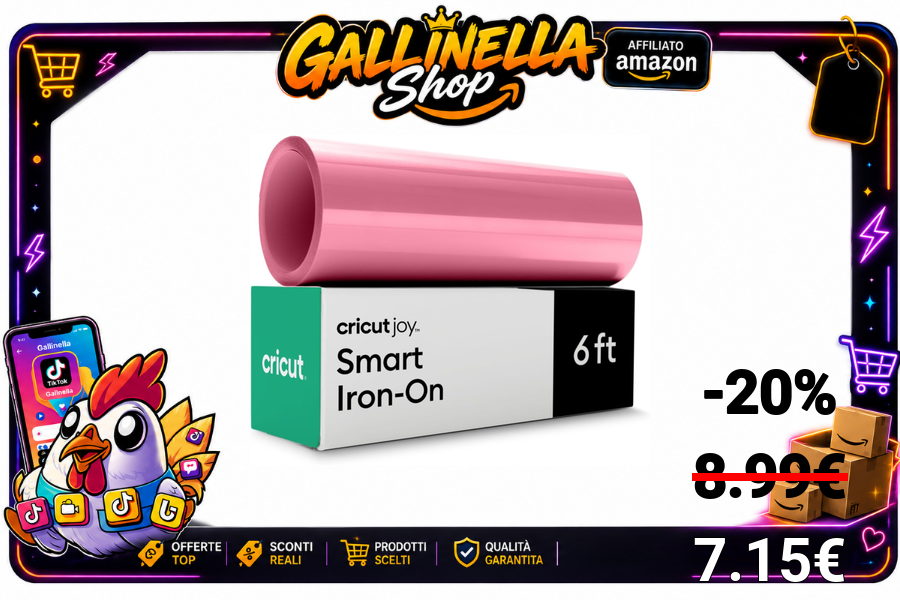 GALLINELLA
Shop
AFFILIATO
amazon
Gallinella
TikTok
Gallinella
cricut joy™
Smart
Iron-On
cricut.
6 ft
-20%
8.99€
7.15€
OFFERTE
TOP
SCONTI
REALI
PRODOTTI
SCELTI
QUALITÀ
GARANTITA